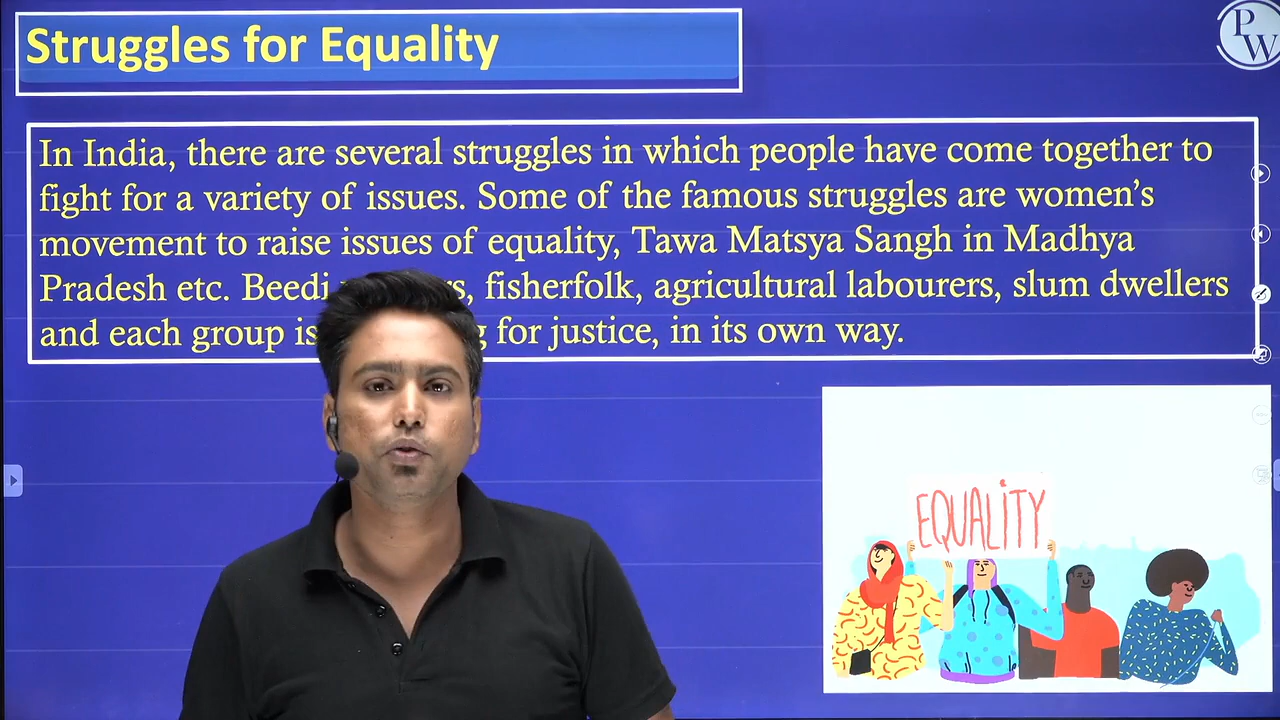 Struggles for Equality
PW
In India, there are several struggles in which people have come together to
fight for a variety of issues. Some of the famous struggles are women's
movement to raise issues of equality, Tawa Matsya Sangh in Madhya
Pradesh etc. Beedi fisherfolk, agricultural labourers, slum dwellers
and each group is for justice, in its own way.
EQUALITY